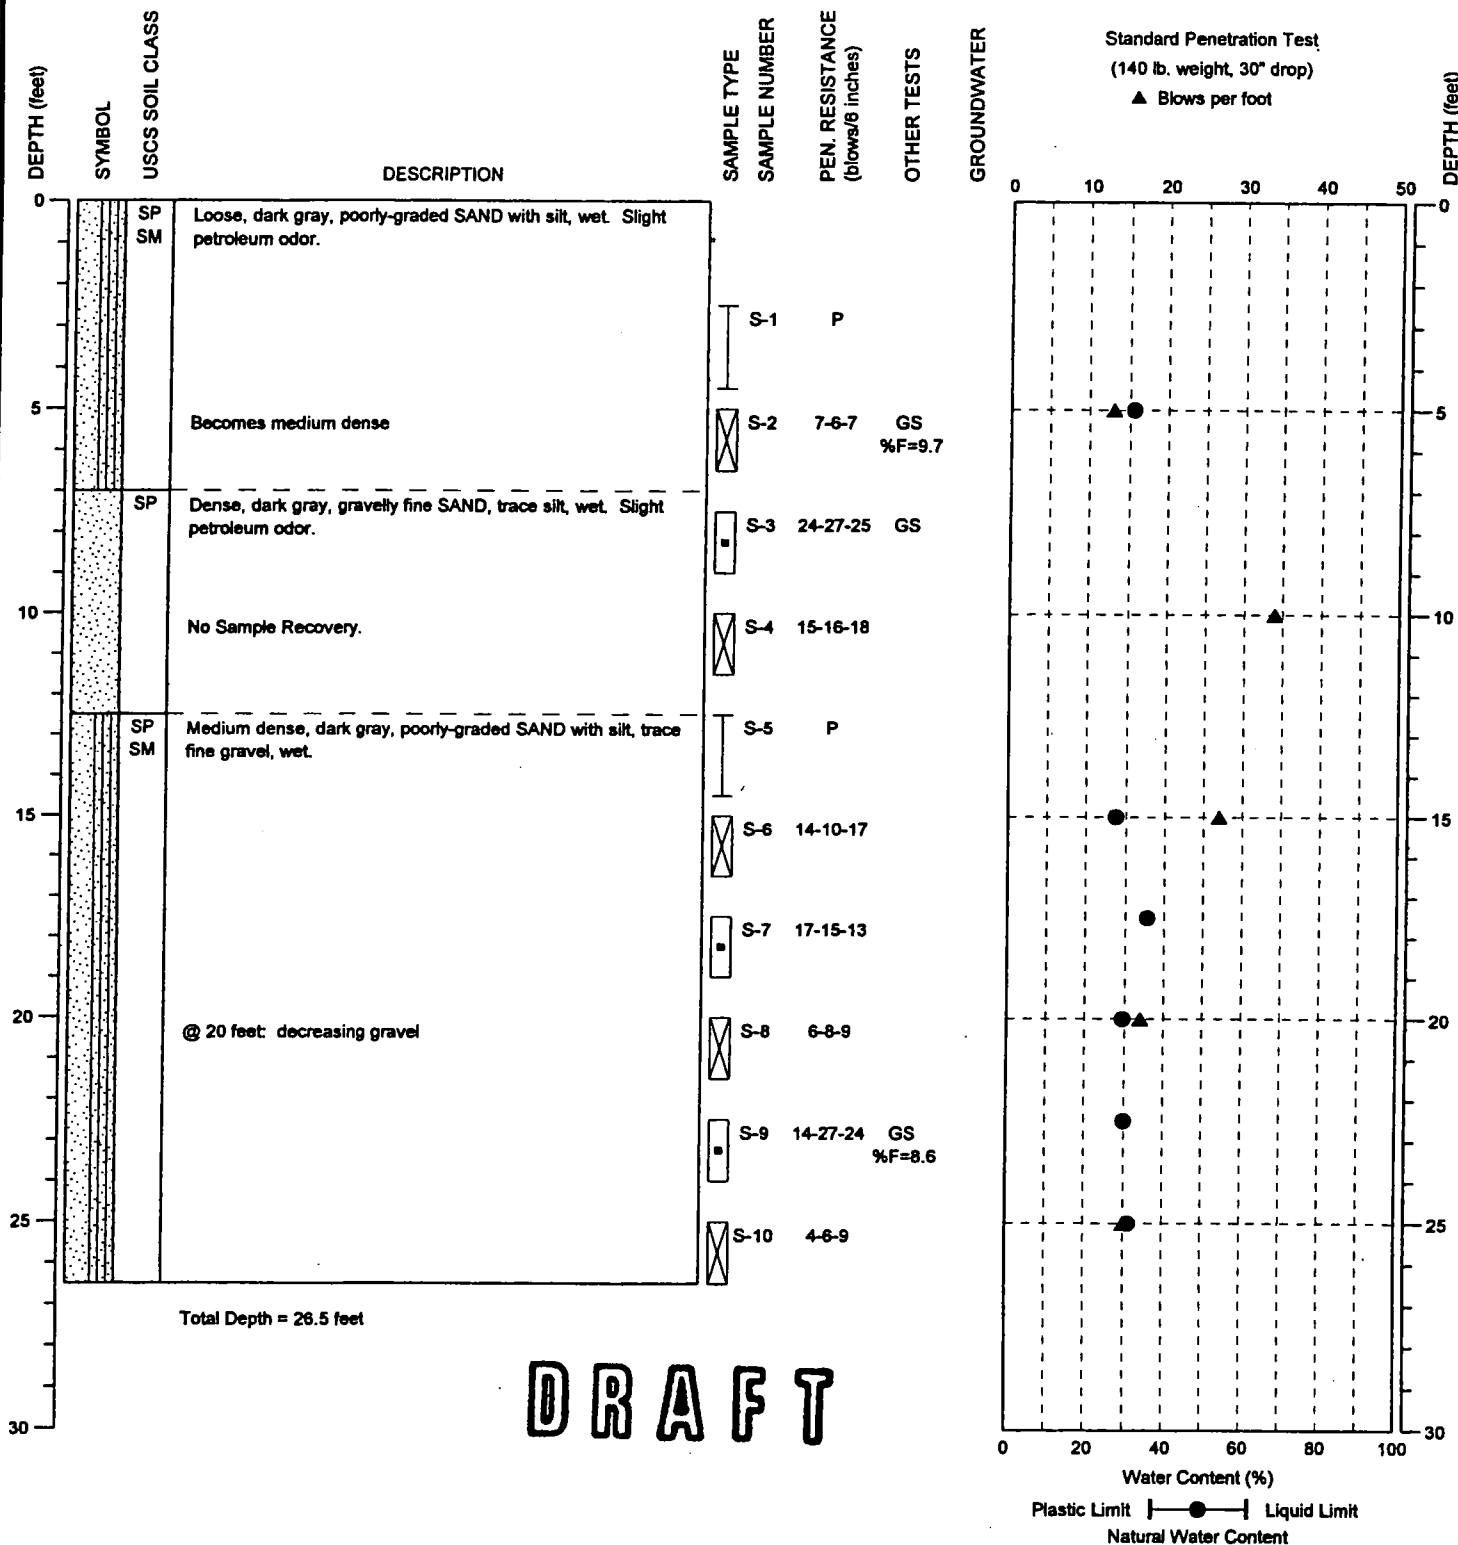 DEPTH (feet)
SYMBOL
USCS SOIL CLASS
DESCRIPTION
SAMPLE TYPE
SAMPLE NUMBER
PEN. RESISTANCE
(blows/6 inches)
OTHER TESTS
GROUNDWATER
Standard Penetration Test
(140 lb. weight, 30" drop)
▲ Blows per foot
DEPTH (feet)
0 10 20 30 40 50
0
SP
SM
Loose, dark gray, poorly-graded SAND with silt, wet. Slight
petroleum odor.
0
S-1 P
5
Becomes medium dense
S-2 7-6-7 GS
%F=9.7
5
SP
Dense, dark gray, gravelly fine SAND, trace silt, wet. Slight
petroleum odor.
S-3 24-27-25 GS
10
No Sample Recovery.
S-4 15-16-18
10
SP
SM
Medium dense, dark gray, poorly-graded SAND with silt, trace
fine gravel, wet.
S-5 P
15
S-6 14-10-17
15
S-7 17-15-13
20
@ 20 feet: decreasing gravel
S-8 6-8-9
20
S-9 14-27-24 GS
%F=8.6
25
S-10 4-6-9
25
Total Depth = 26.5 feet
DRAFT
30
30
0 20 40 60 80 100
Water Content (%)
Plastic Limit Liquid Limit
Natural Water Content